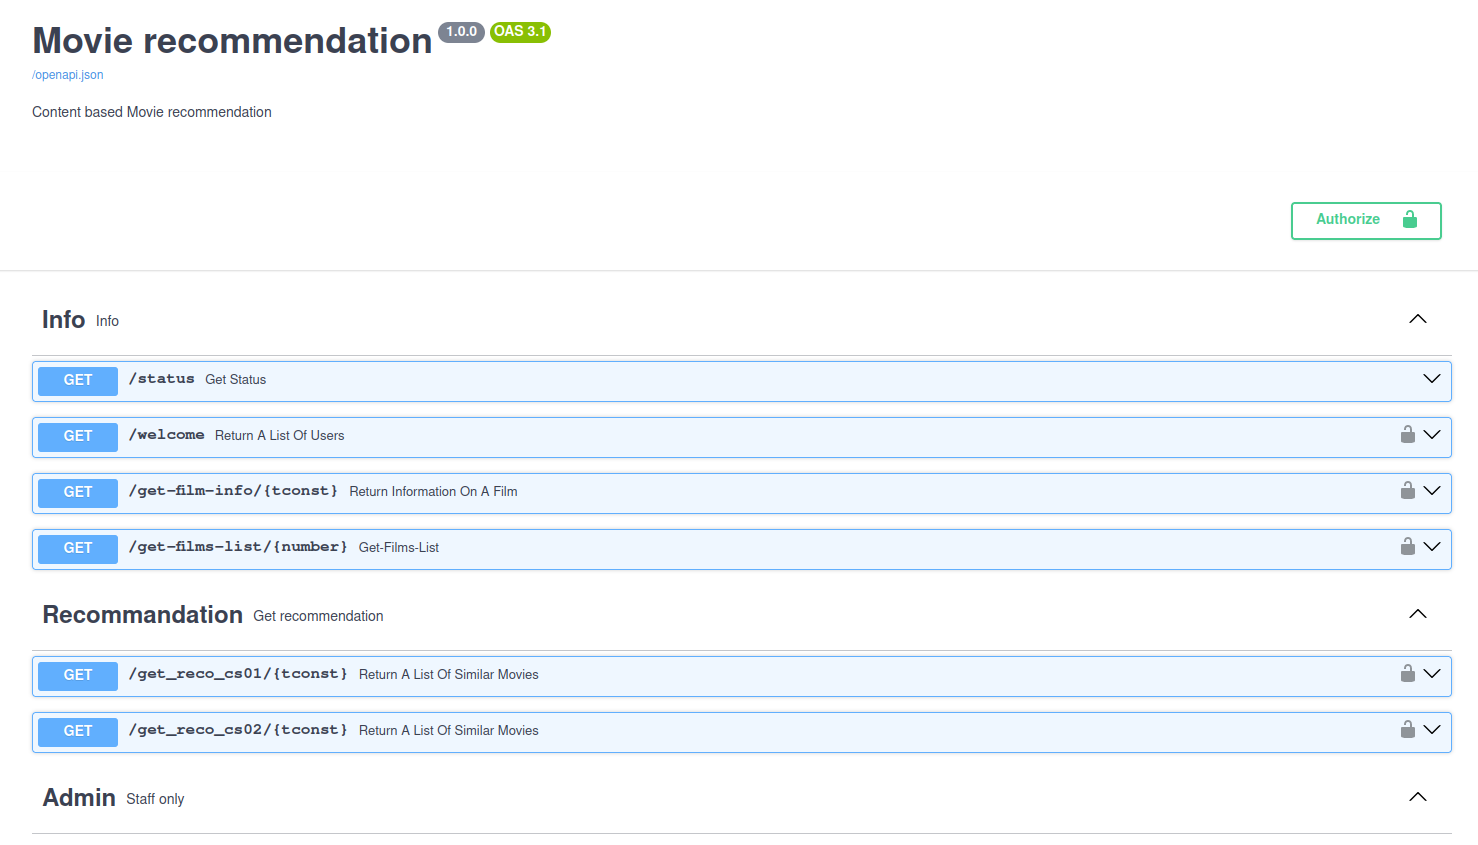 Movie recommendation 1.0.0 OAS 3.1
/openapi.json
Content based Movie recommendation
Authorize
Info Info
GET /status Get Status
GET /welcome Return A List Of Users
GET /get-film-info/{tconst} Return Information On A Film
GET /get-films-list/{number} Get-Films-List
Recommandation Get recommendation
GET /get_reco_cs01/{tconst} Return A List Of Similar Movies
GET /get_reco_cs02/{tconst} Return A List Of Similar Movies
Admin Staff only